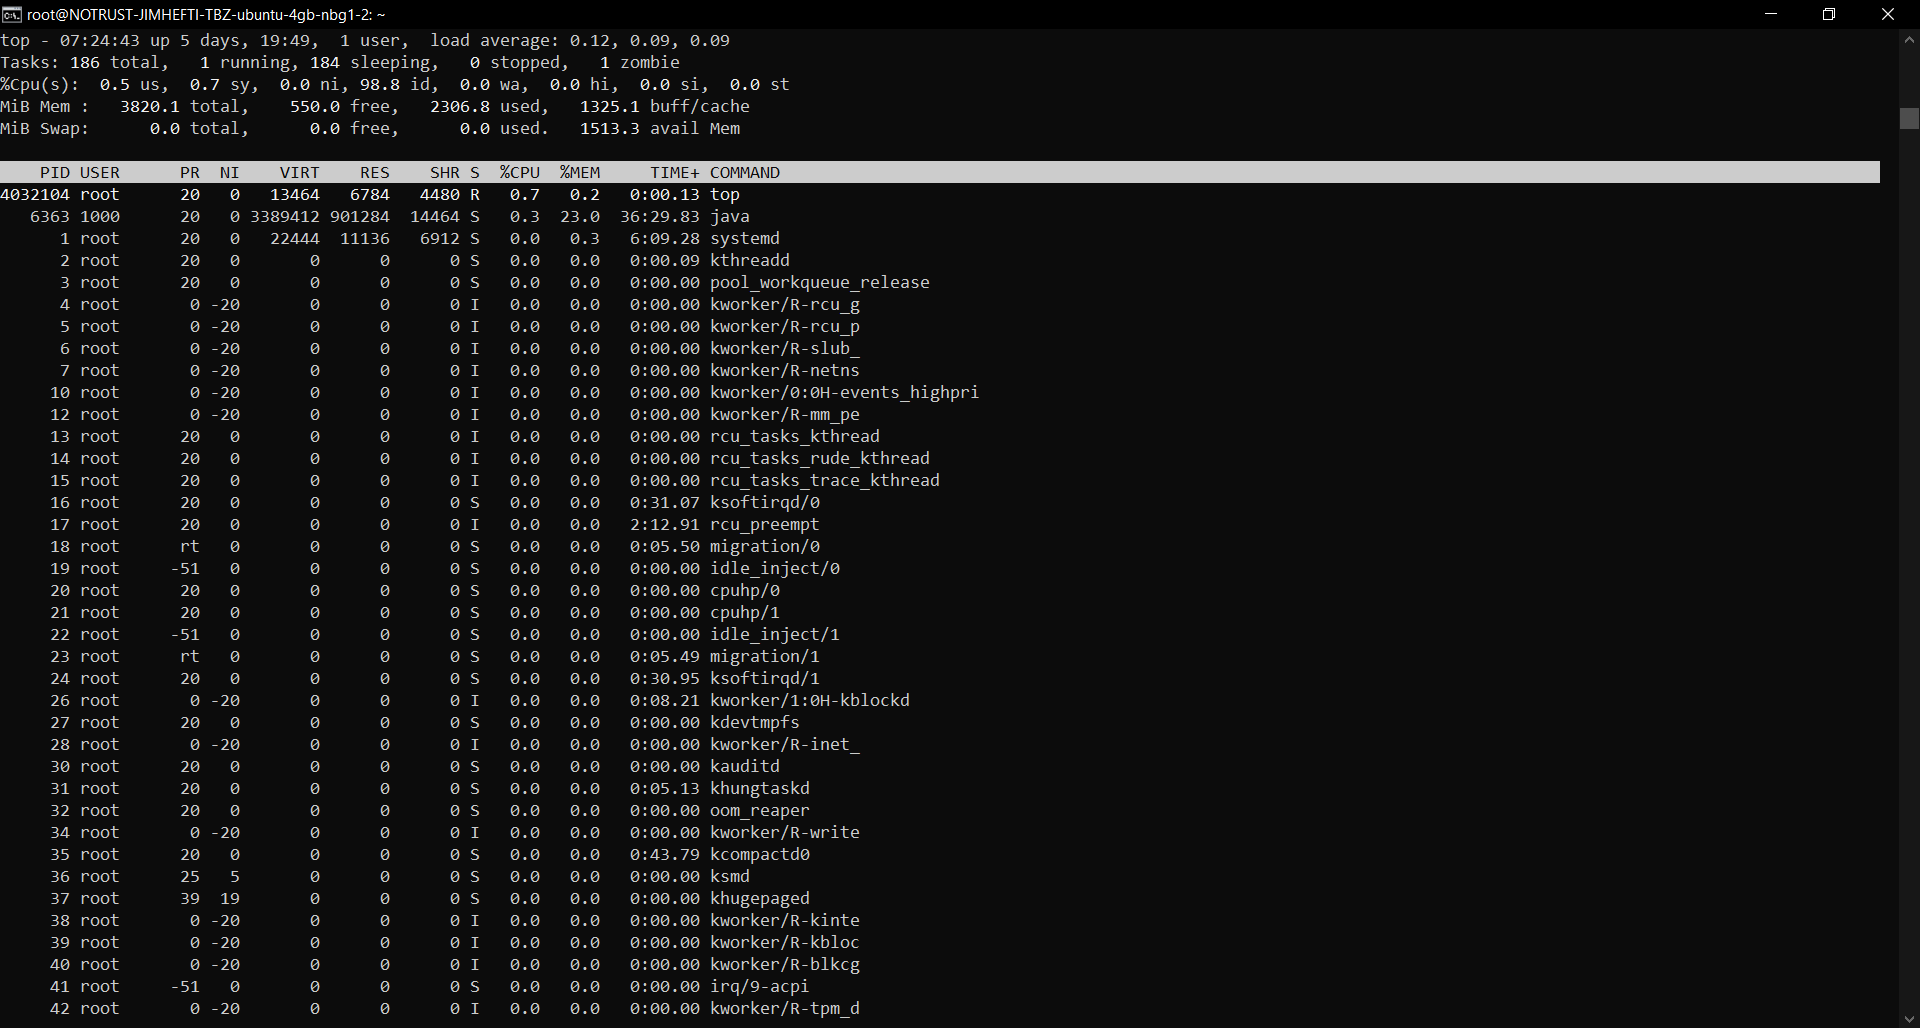 root@NOTRUST-JIMHEFTI-TBZ-ubuntu-4gb-nbg1-2: ~
top - 07:24:43 up 5 days, 19:49,  1 user,  load average: 0.12, 0.09, 0.09
Tasks: 186 total,   1 running, 184 sleeping,   0 stopped,   1 zombie
%Cpu(s):  0.5 us,  0.7 sy,  0.0 ni, 98.8 id,  0.0 wa,  0.0 hi,  0.0 si,  0.0 st
MiB Mem :   3820.1 total,    550.0 free,   2306.8 used,   1325.1 buff/cache
MiB Swap:      0.0 total,      0.0 free,      0.0 used.   1513.3 avail Mem
    PID USER      PR  NI    VIRT    RES    SHR S  %CPU  %MEM     TIME+ COMMAND
4032104 root      20   0   13464   6784   4480 R   0.7   0.2   0:00.13 top
   6363 1000      20   0 3389412 901284  14464 S   0.3  23.0  36:29.83 java
      1 root      20   0   22444  11136   6912 S   0.0   0.3   6:09.28 systemd
      2 root      20   0       0      0      0 S   0.0   0.0   0:00.09 kthreadd
      3 root      20   0       0      0      0 S   0.0   0.0   0:00.00 pool_workqueue_release
      4 root       0 -20       0      0      0 I   0.0   0.0   0:00.00 kworker/R-rcu_g
      5 root       0 -20       0      0      0 I   0.0   0.0   0:00.00 kworker/R-rcu_p
      6 root       0 -20       0      0      0 I   0.0   0.0   0:00.00 kworker/R-slub_
      7 root       0 -20       0      0      0 I   0.0   0.0   0:00.00 kworker/R-netns
     10 root       0 -20       0      0      0 I   0.0   0.0   0:00.00 kworker/0:0H-events_highpri
     12 root       0 -20       0      0      0 I   0.0   0.0   0:00.00 kworker/R-mm_pe
     13 root      20   0       0      0      0 I   0.0   0.0   0:00.00 rcu_tasks_kthread
     14 root      20   0       0      0      0 I   0.0   0.0   0:00.00 rcu_tasks_rude_kthread
     15 root      20   0       0      0      0 I   0.0   0.0   0:00.00 rcu_tasks_trace_kthread
     16 root      20   0       0      0      0 S   0.0   0.0   0:31.07 ksoftirqd/0
     17 root      20   0       0      0      0 I   0.0   0.0   2:12.91 rcu_preempt
     18 root      rt   0       0      0      0 S   0.0   0.0   0:05.50 migration/0
     19 root     -51   0       0      0      0 S   0.0   0.0   0:00.00 idle_inject/0
     20 root      20   0       0      0      0 S   0.0   0.0   0:00.00 cpuhp/0
     21 root      20   0       0      0      0 S   0.0   0.0   0:00.00 cpuhp/1
     22 root     -51   0       0      0      0 S   0.0   0.0   0:00.00 idle_inject/1
     23 root      rt   0       0      0      0 S   0.0   0.0   0:05.49 migration/1
     24 root      20   0       0      0      0 S   0.0   0.0   0:30.95 ksoftirqd/1
     26 root       0 -20       0      0      0 I   0.0   0.0   0:08.21 kworker/1:0H-kblockd
     27 root      20   0       0      0      0 S   0.0   0.0   0:00.00 kdevtmpfs
     28 root       0 -20       0      0      0 I   0.0   0.0   0:00.00 kworker/R-inet_
     30 root      20   0       0      0      0 S   0.0   0.0   0:00.00 kauditd
     31 root      20   0       0      0      0 S   0.0   0.0   0:05.13 khungtaskd
     32 root      20   0       0      0      0 S   0.0   0.0   0:00.00 oom_reaper
     34 root       0 -20       0      0      0 I   0.0   0.0   0:00.00 kworker/R-write
     35 root      20   0       0      0      0 S   0.0   0.0   0:43.79 kcompactd0
     36 root      25   5       0      0      0 S   0.0   0.0   0:00.00 ksmd
     37 root      39  19       0      0      0 S   0.0   0.0   0:00.00 khugepaged
     38 root       0 -20       0      0      0 I   0.0   0.0   0:00.00 kworker/R-kinte
     39 root       0 -20       0      0      0 I   0.0   0.0   0:00.00 kworker/R-kbloc
     40 root       0 -20       0      0      0 I   0.0   0.0   0:00.00 kworker/R-blkcg
     41 root     -51   0       0      0      0 S   0.0   0.0   0:00.00 irq/9-acpi
     42 root       0 -20       0      0      0 I   0.0   0.0   0:00.00 kworker/R-tpm_d